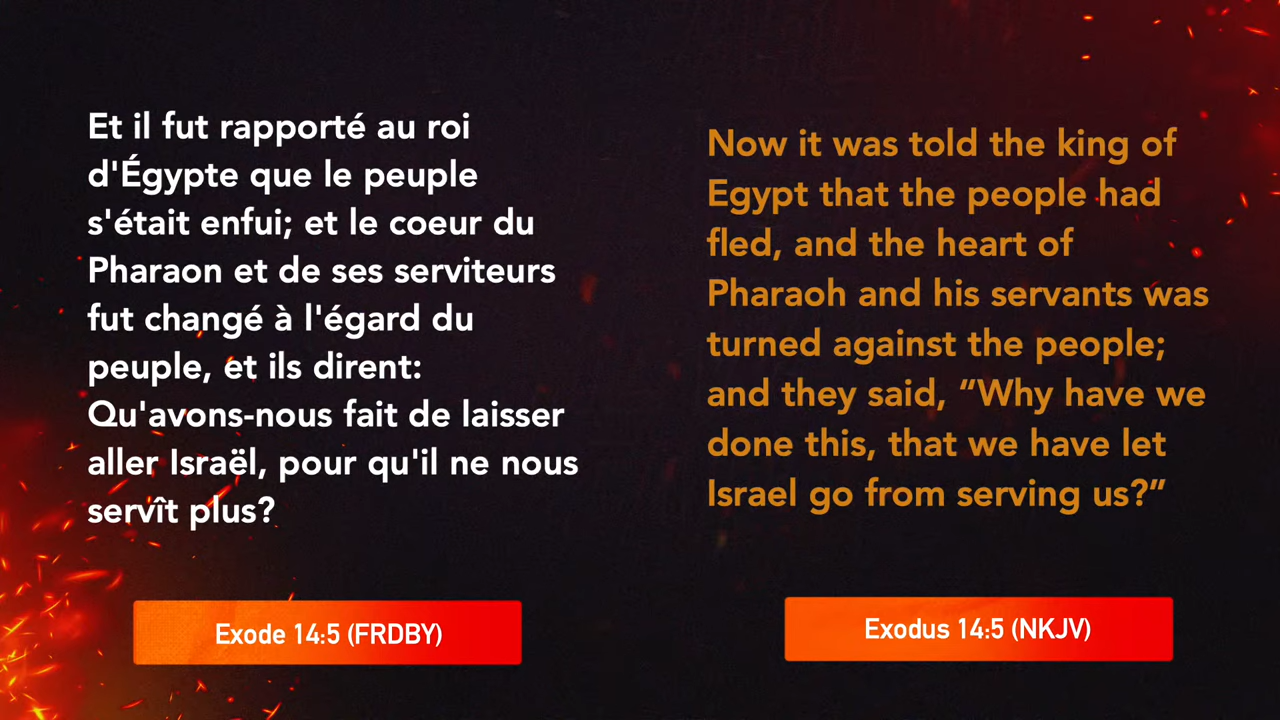 Et il fut rapporté au roi
d'Égypte que le peuple
s'était enfui; et le coeur du
Pharaon et de ses serviteurs
fut changé à l'égard du
peuple, et ils dirent:
Qu'avons-nous fait de laisser
aller Israël, pour qu'il ne nous
servît plus?
Exode 14:5 (FRDBY)
Now it was told the king of
Egypt that the people had
fled, and the heart of
Pharaoh and his servants was
turned against the people;
and they said, “Why have we
done this, that we have let
Israel go from serving us?”
Exodus 14:5 (NKJV)